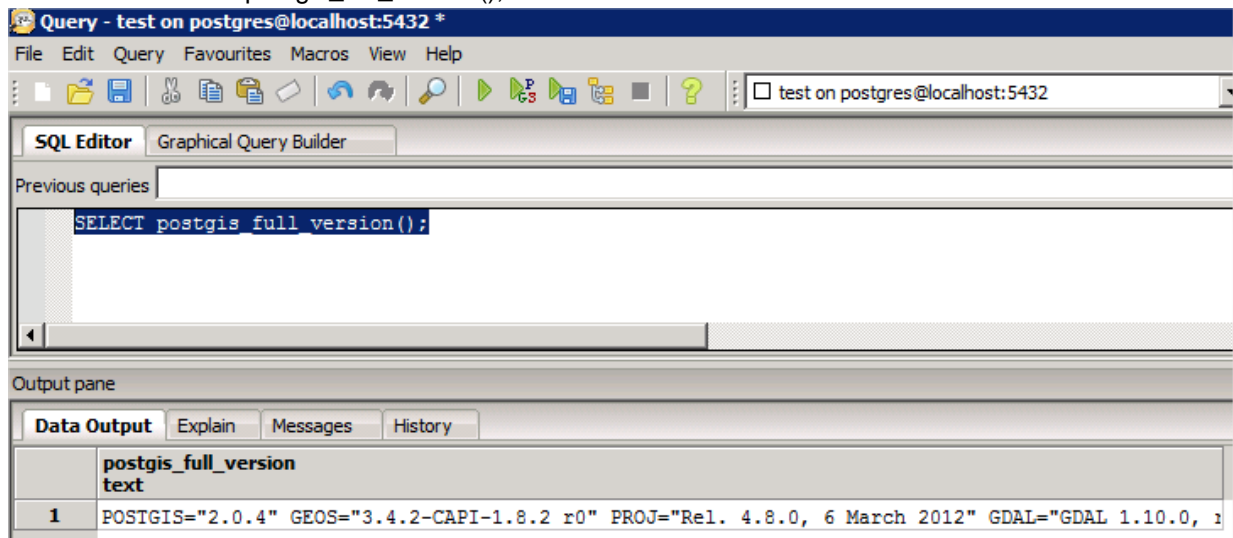 Query - test on postgres@localhost:5432 *
File Edit Query Favourites Macros View Help
test on postgres@localhost:5432
SQL Editor Graphical Query Builder
Previous queries
SELECT postgis_full_version();
Output pane
Data Output Explain Messages History
postgis_full_version
text
1 POSTGIS="2.0.4" GEOS="3.4.2-CAPI-1.8.2 r0" PROJ="Rel. 4.8.0, 6 March 2012" GDAL="GDAL 1.10.0,